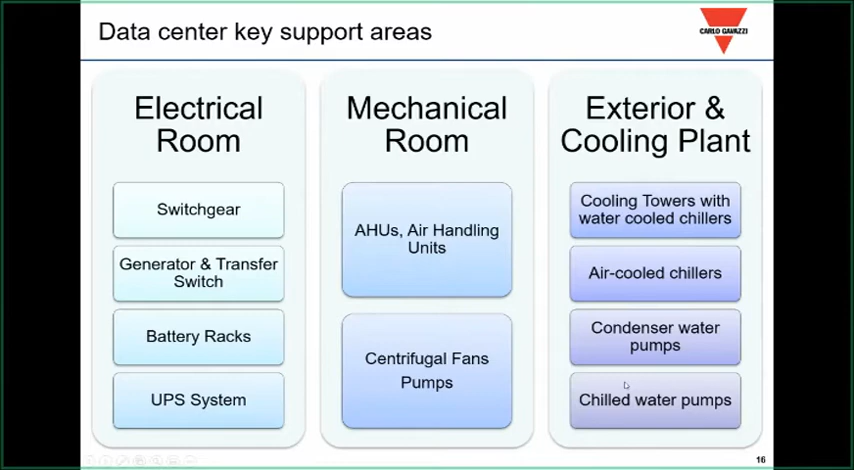 Data center key support areas
CARLO GAVAZZI
Electrical
Room
Switchgear
Generator & Transfer
Switch
Battery Racks
UPS System
Mechanical
Room
AHUs, Air Handling
Units
Centrifugal Fans
Pumps
Exterior &
Cooling Plant
Cooling Towers with
water cooled chillers
Air-cooled chillers
Condenser water
pumps
Chilled water pumps
16